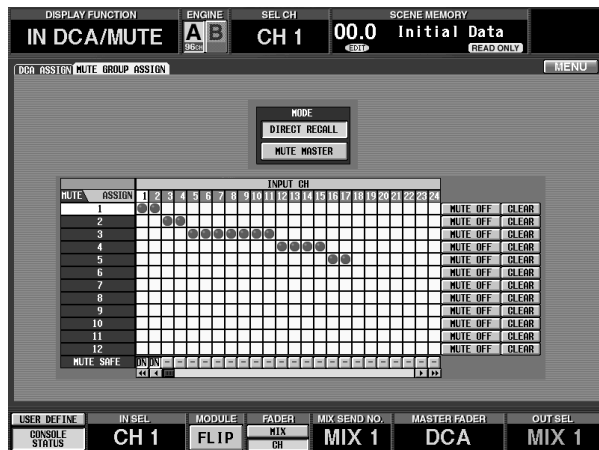 DISPLAY FUNCTION ENGINE SEL CH SCENE MEMORY
IN DCA/MUTE A B 96CH CH 1 00.0 EDIT Initial Data READ ONLY
DCA ASSIGN MUTE GROUP ASSIGN MENU
MODE
DIRECT RECALL
MUTE MASTER
INPUT CH
MUTE ASSIGN 1 2 3 4 5 6 7 8 9 10 11 12 13 14 15 16 17 18 19 20 21 22 23 24
1 MUTE OFF CLEAR
2 MUTE OFF CLEAR
3 MUTE OFF CLEAR
4 MUTE OFF CLEAR
5 MUTE OFF CLEAR
6 MUTE OFF CLEAR
7 MUTE OFF CLEAR
8 MUTE OFF CLEAR
9 MUTE OFF CLEAR
10 MUTE OFF CLEAR
11 MUTE OFF CLEAR
12 MUTE OFF CLEAR
MUTE SAFE ON ON - - - - - - - - - - - - - - - - - - - - - -
USER DEFINE IN SEL MODULE FADER MIX SEND NO. MASTER FADER OUT SEL
CONSOLE STATUS CH 1 FLIP MIX CH MIX 1 DCA MIX 1